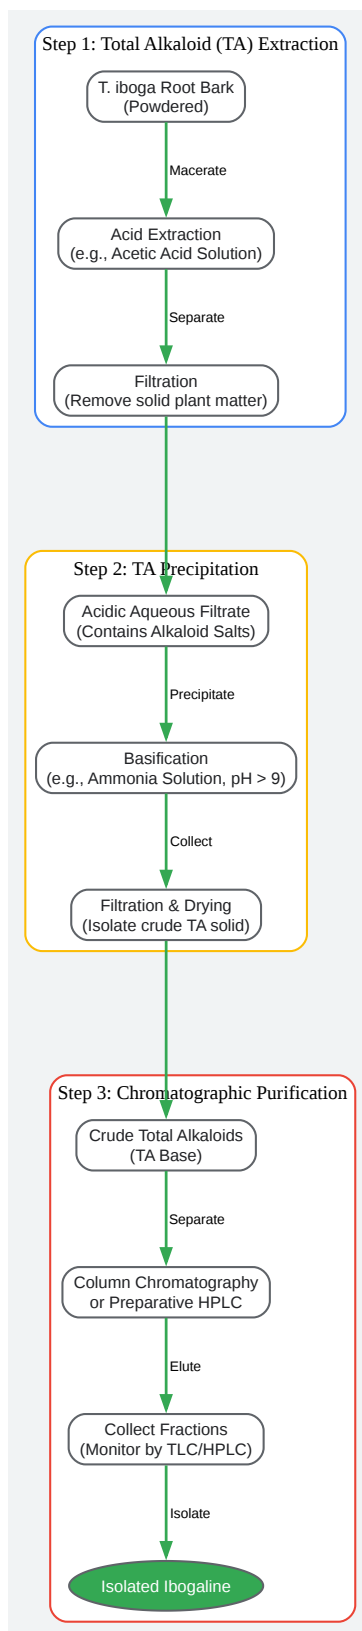 Step 1: Total Alkaloid (TA) Extraction
T. iboga Root Bark
(Powdered)
Macerate
Acid Extraction
(e.g., Acetic Acid Solution)
Separate
Filtration
(Remove solid plant matter)
Step 2: TA Precipitation
Acidic Aqueous Filtrate
(Contains Alkaloid Salts)
Precipitate
Basification
(e.g., Ammonia Solution, pH > 9)
Collect
Filtration & Drying
(Isolate crude TA solid)
Step 3: Chromatographic Purification
Crude Total Alkaloids
(TA Base)
Separate
Column Chromatography
or Preparative HPLC
Elute
Collect Fractions
(Monitor by TLC/HPLC)
Isolate
Isolated Ibogaline